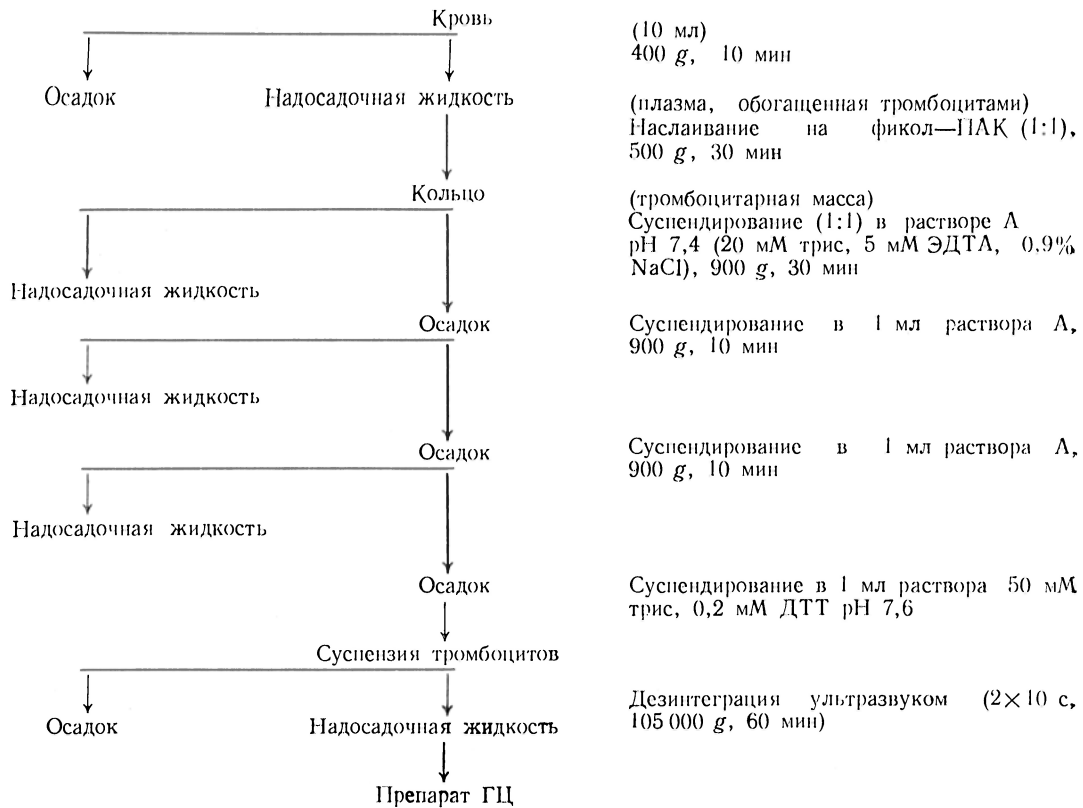 Кровь
(10 мл)
400 g, 10 мин
Осадок
Надосадочная жидкость
(плазма, обогащенная тромбоцитами)
Наслаивание на фикол—ПАК (1:1),
500 g, 30 мин
Кольцо
(тромбоцитарная масса)
Суспендирование (1:1) в растворе А
pH 7,4 (20 мМ трис, 5 мМ ЭДТА, 0,9%
NaCl), 900 g, 30 мин
Надосадочная жидкость
Осадок
Суспендирование в 1 мл раствора А,
900 g, 10 мин
Надосадочная жидкость
Осадок
Суспендирование в 1 мл раствора А,
900 g, 10 мин
Надосадочная жидкость
Осадок
Суспендирование в 1 мл раствора 50 мМ
трис, 0,2 мМ ДТТ pH 7,6
Суспензия тромбоцитов
Дезинтеграция ультразвуком (2×10 с,
105 000 g, 60 мин)
Осадок
Надосадочная жидкость
Препарат ГЦ